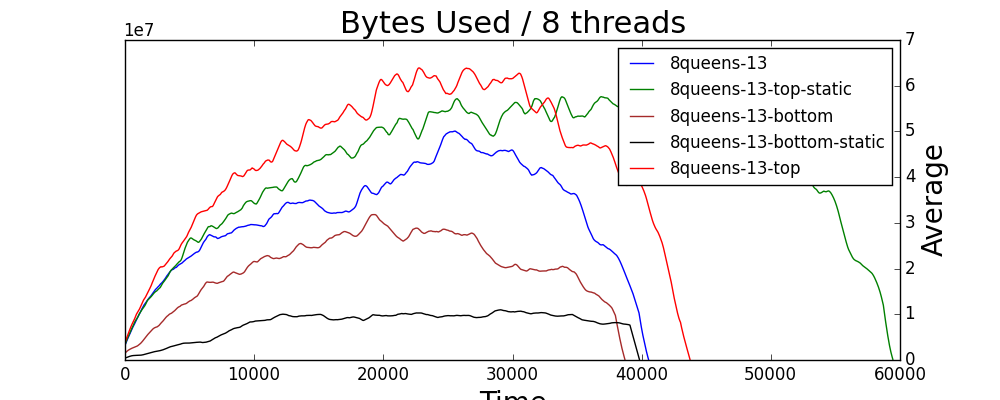 Bytes Used / 8 threads
1e7
7
8queens-13
8queens-13-top-static
8queens-13-bottom
8queens-13-bottom-static
8queens-13-top
6
5
4
3
2
1
0
Average
0 10000 20000 30000 40000 50000 60000
Time